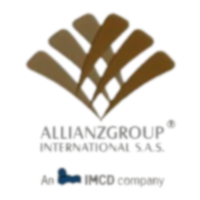 ALLIANZGROUP®
INTERNATIONAL S.A.S.
An IMCD company